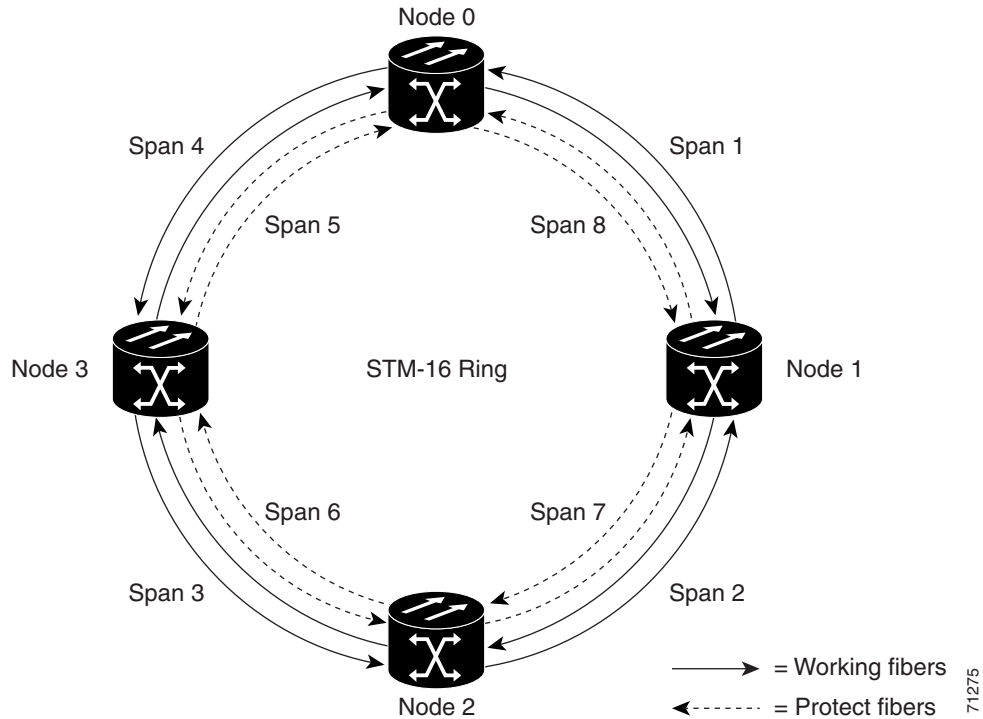 Node 0
Span 4
Span 1
Span 5
Span 8
Node 3
STM-16 Ring
Node 1
Span 6
Span 7
Span 3
Span 2
Node 2
= Working fibers
= Protect fibers
71275